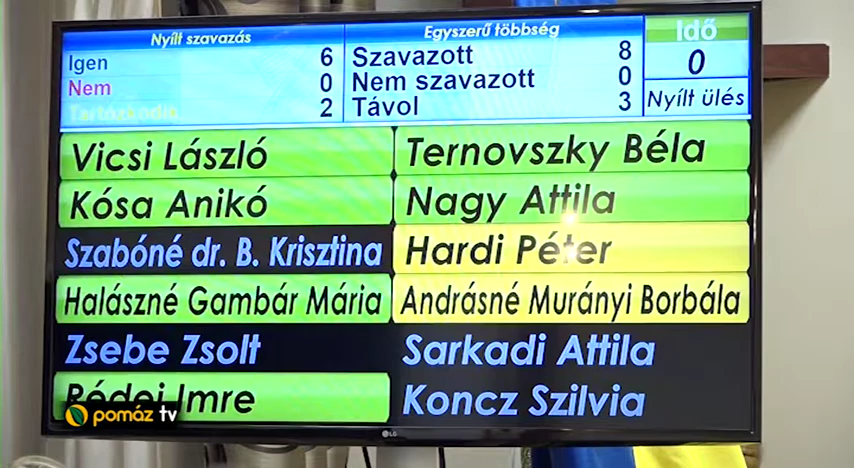 Nyílt szavazás
Igen 6
Nem 0
Tartózkodik 2
Egyszerű többség
Szavazott 8
Nem szavazott 0
Távol 3
Idő
0
Nyílt ülés
Vicsi László
Kósa Anikó
Szabóné dr. B. Krisztina
Halászné Gambár Mária
Zsebe Zsolt
Imre
Ternovszky Béla
Nagy Attila
Hardi Péter
Andrásné Murányi Borbála
Sarkadi Attila
Koncz Szilvia
pomáz tv
LG